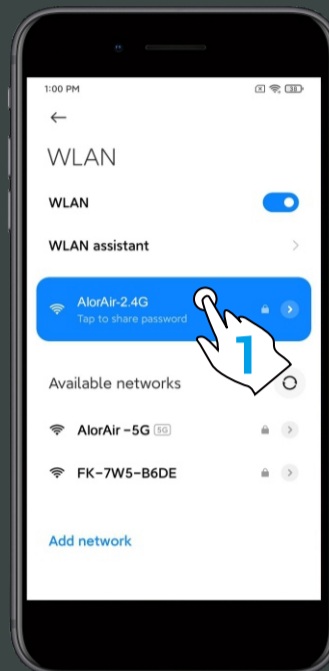 1:00 PM
WLAN
WLAN
WLAN assistant
AlorAir-2.4G
Tap to share password
1
Available networks
AlorAir -5G 5G
FK-7W5-B6DE
Add network